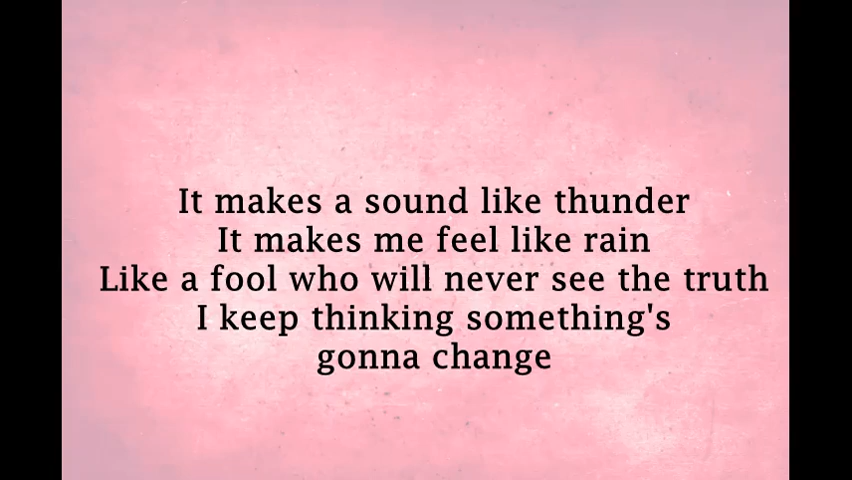 It makes a sound like thunder
It makes me feel like rain
Like a fool who will never see the truth
I keep thinking something's
gonna change